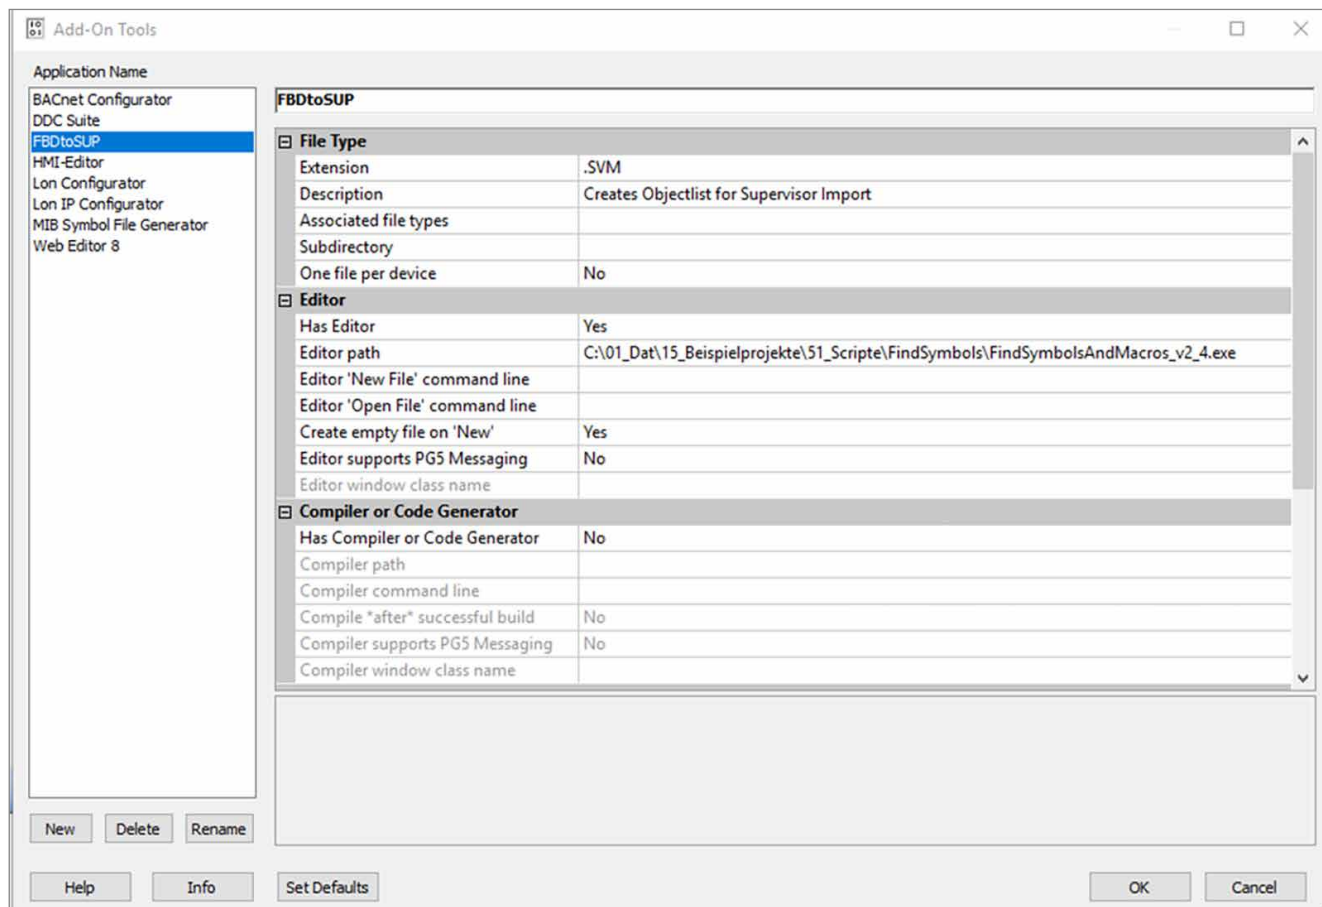 Add-On Tools
Application Name
BACnet Configurator
DDC Suite
FBDtoSUP
HMI-Editor
Lon Configurator
Lon IP Configurator
MIB Symbol File Generator
Web Editor 8
New Delete Rename
FBDtoSUP
File Type
Extension .SVM
Description Creates Objectlist for Supervisor Import
Associated file types
Subdirectory
One file per device No
Editor
Has Editor Yes
Editor path C:\01_Dat\15_Beispielprojekte\51_Scripte\FindSymbols\FindSymbolsAndMacros_v2_4.exe
Editor 'New File' command line
Editor 'Open File' command line
Create empty file on 'New' Yes
Editor supports PG5 Messaging No
Editor window class name
Compiler or Code Generator
Has Compiler or Code Generator No
Compiler path
Compiler command line
Compile *after* successful build No
Compiler supports PG5 Messaging No
Compiler window class name
Help Info Set Defaults OK Cancel